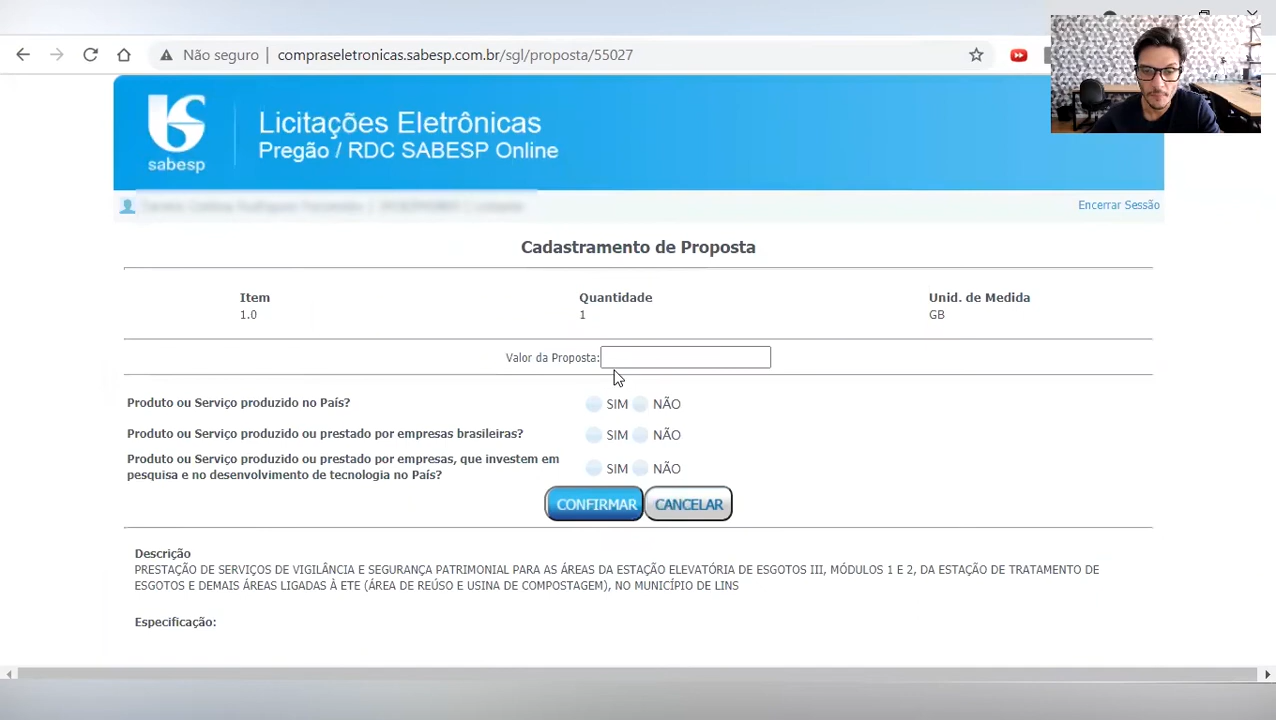 Não seguro | compraseletronicas.sabesp.com.br/sgl/proposta/55027
sabesp
Licitações Eletrônicas
Pregão / RDC SABESP Online
Encerrar Sessão
Cadastramento de Proposta
Item Quantidade Unid. de Medida
1.0 1 GB
Valor da Proposta:
Produto ou Serviço produzido no País? SIM NÃO
Produto ou Serviço produzido ou prestado por empresas brasileiras? SIM NÃO
Produto ou Serviço produzido ou prestado por empresas, que investem em
pesquisa e no desenvolvimento de tecnologia no País? SIM NÃO
CONFIRMAR CANCELAR
Descrição
PRESTAÇÃO DE SERVIÇOS DE VIGILÂNCIA E SEGURANÇA PATRIMONIAL PARA AS ÁREAS DA ESTAÇÃO ELEVATÓRIA DE ESGOTOS III, MÓDULOS 1 E 2, DA ESTAÇÃO DE TRATAMENTO DE
ESGOTOS E DEMAIS ÁREAS LIGADAS À ETE (ÁREA DE REÚSO E USINA DE COMPOSTAGEM), NO MUNICÍPIO DE LINS
Especificação: